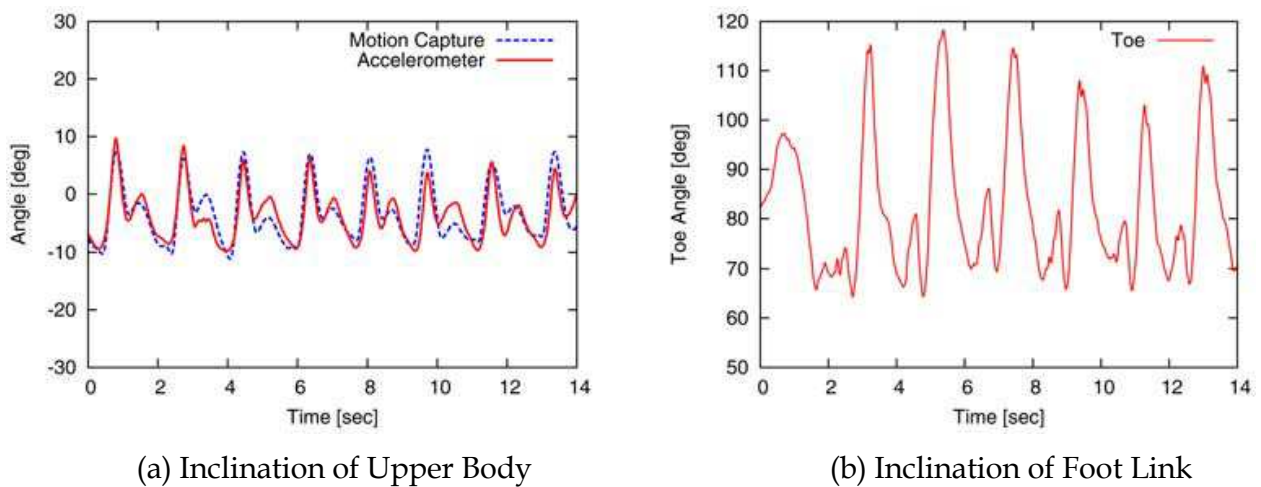 30
20
10
0
-10
-20
-30
Angle [deg]
Motion Capture
Accelerometer
0 2 4 6 8 10 12 14
Time [sec]
(a) Inclination of Upper Body
120
110
100
90
80
70
60
50
Toe Angle [deg]
Toe
0 2 4 6 8 10 12 14
Time [sec]
(b) Inclination of Foot Link